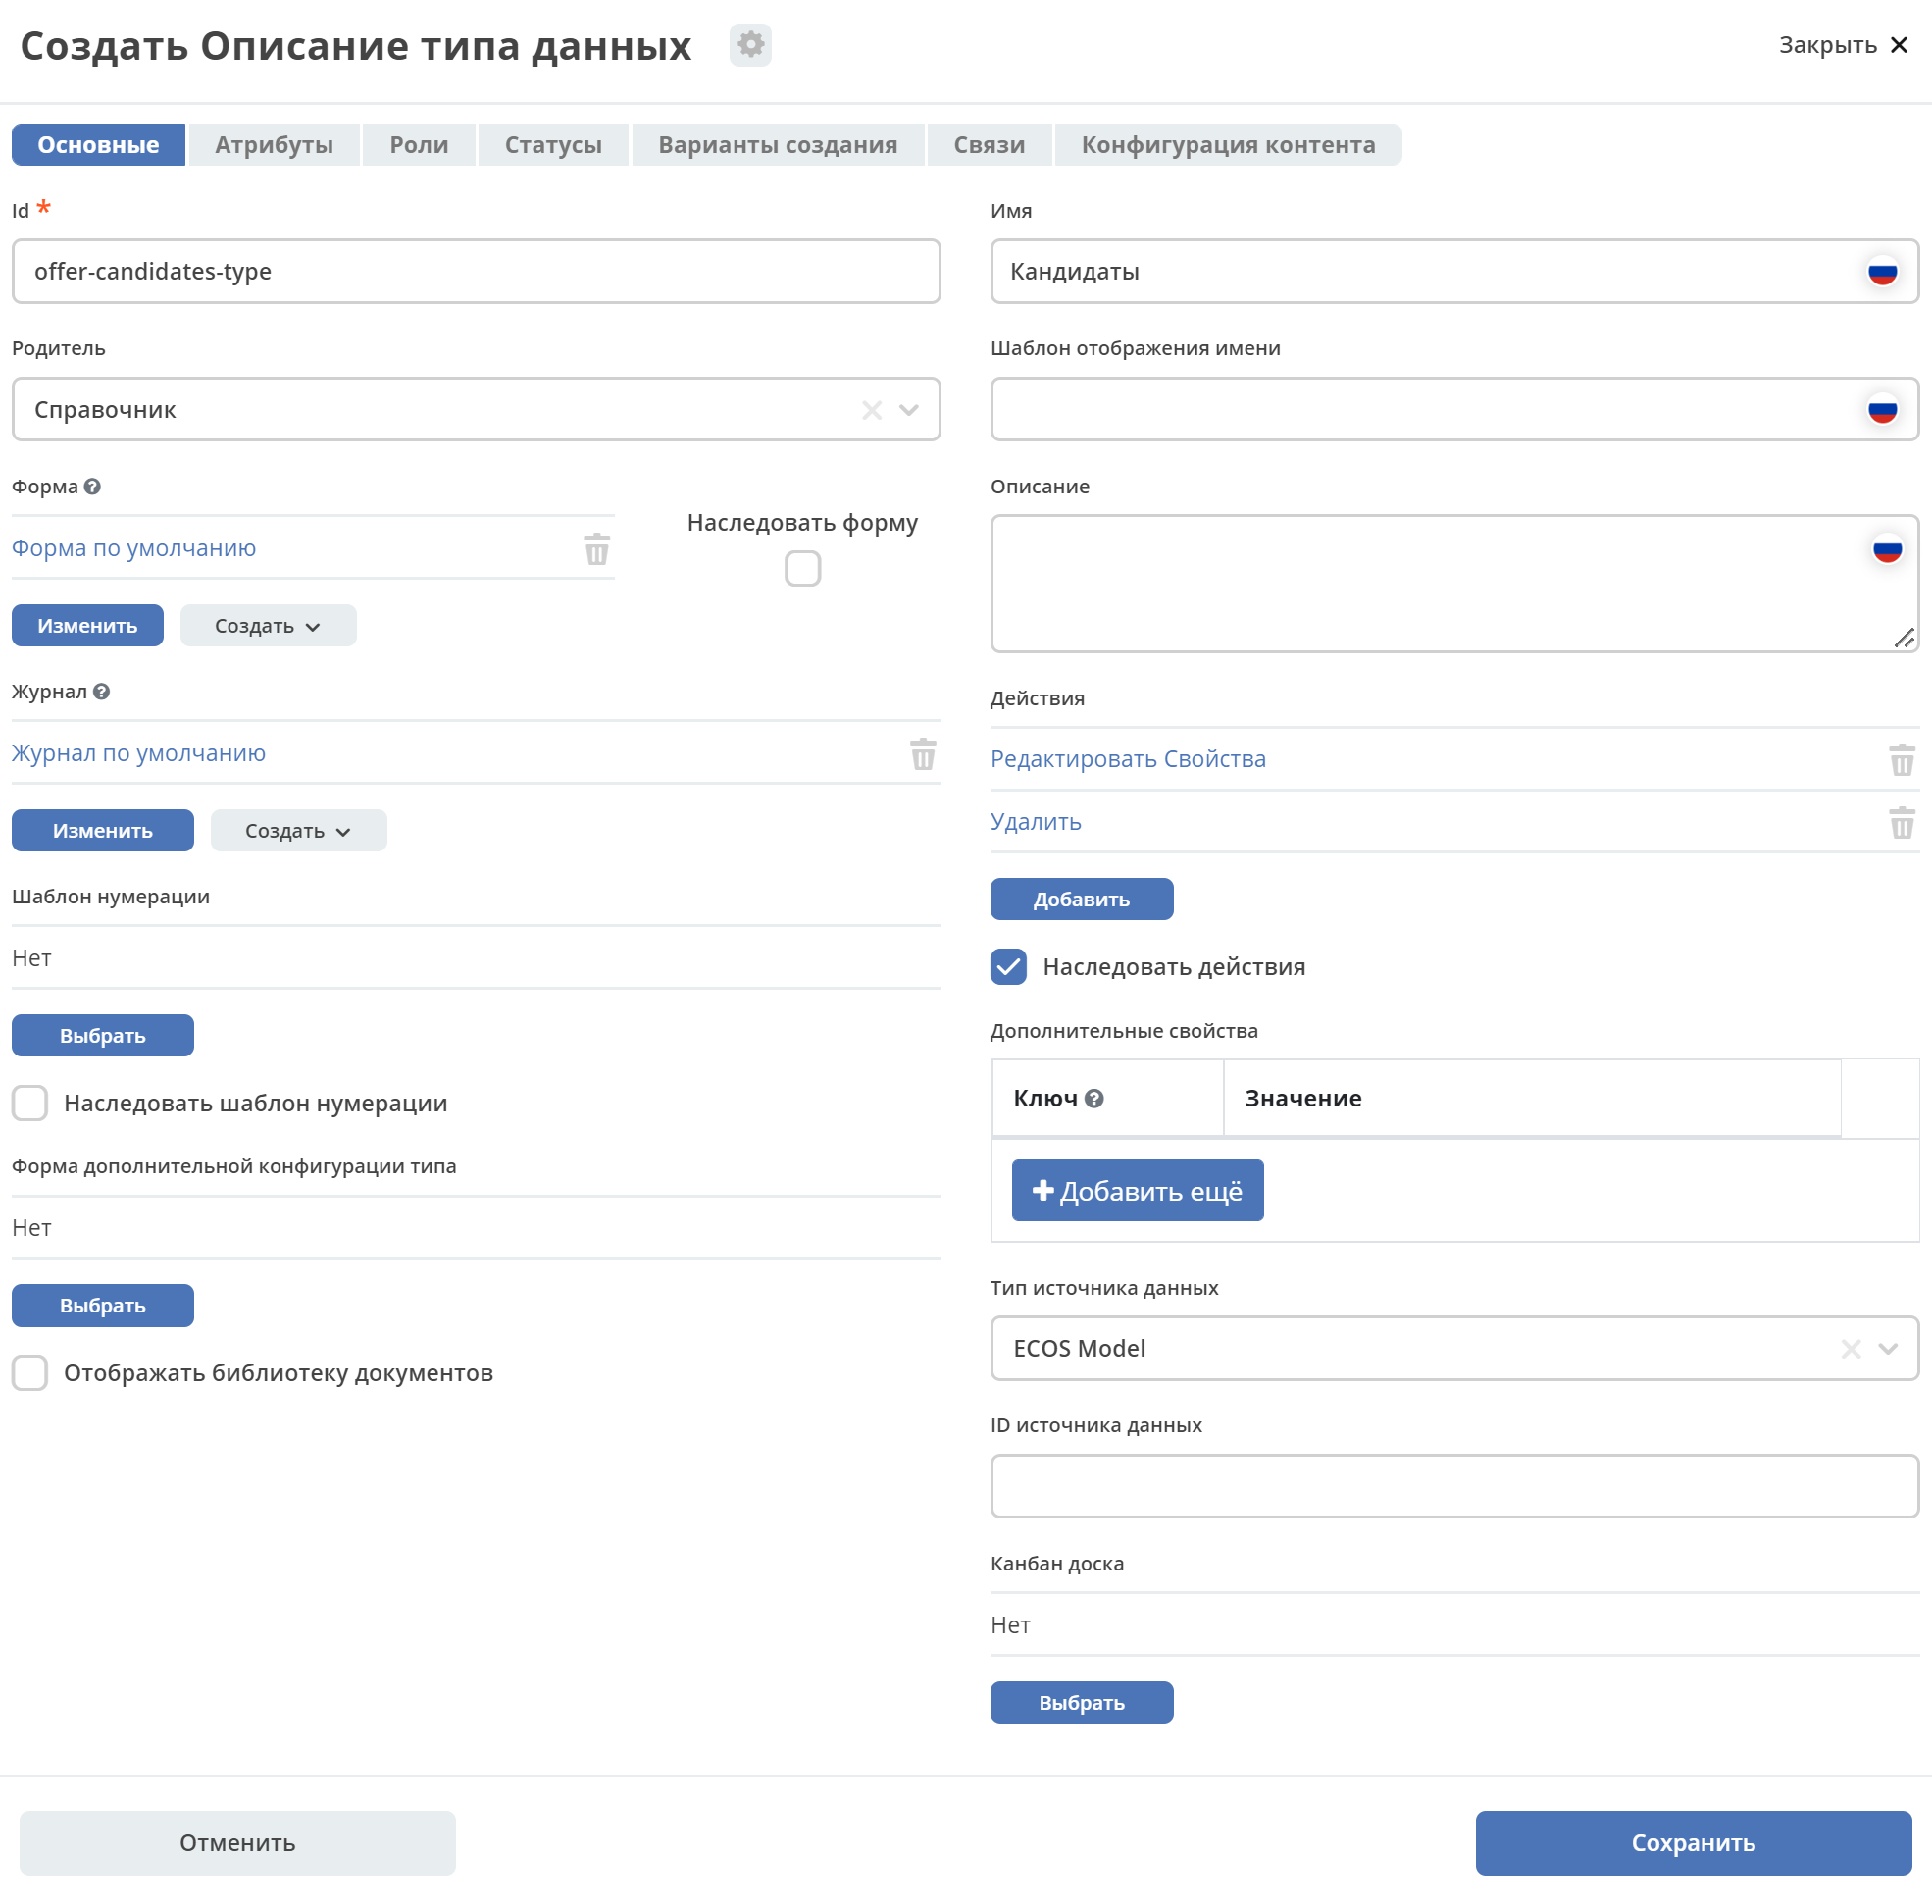 Создать Описание типа данных
Закрыть
Основные Атрибуты Роли Статусы Варианты создания Связи Конфигурация контента
Id *
offer-candidates-type
Родитель
Справочник
Форма
Форма по умолчанию
Наследовать форму
Изменить Создать
Журнал
Журнал по умолчанию
Изменить Создать
Шаблон нумерации
Нет
Выбрать
Наследовать шаблон нумерации
Форма дополнительной конфигурации типа
Нет
Выбрать
Отображать библиотеку документов
Имя
Кандидаты
Шаблон отображения имени
Описание
Действия
Редактировать Свойства
Удалить
Добавить
Наследовать действия
Дополнительные свойства
Ключ Значение
Добавить ещё
Тип источника данных
ECOS Model
ID источника данных
Канбан доска
Нет
Выбрать
Отменить
Сохранить